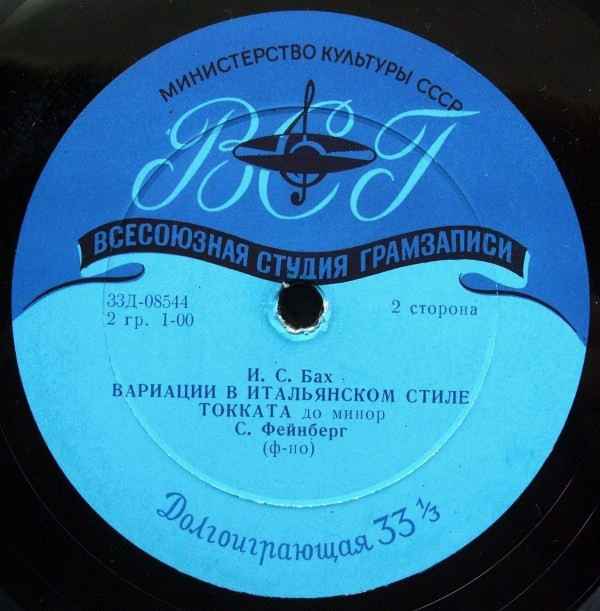 МИНИСТЕРСТВО КУЛЬТУРЫ СССР
ВСГ
ВСЕСОЮЗНАЯ СТУДИЯ ГРАМЗАПИСИ
33Д-08544
2 гр. 1-00
2 сторона
И. С. Бах
ВАРИАЦИИ В ИТАЛЬЯНСКОМ СТИЛЕ
ТОККАТА до минор
С. Фейнберг
(ф-но)
Долгоиграющая 33 ⅓